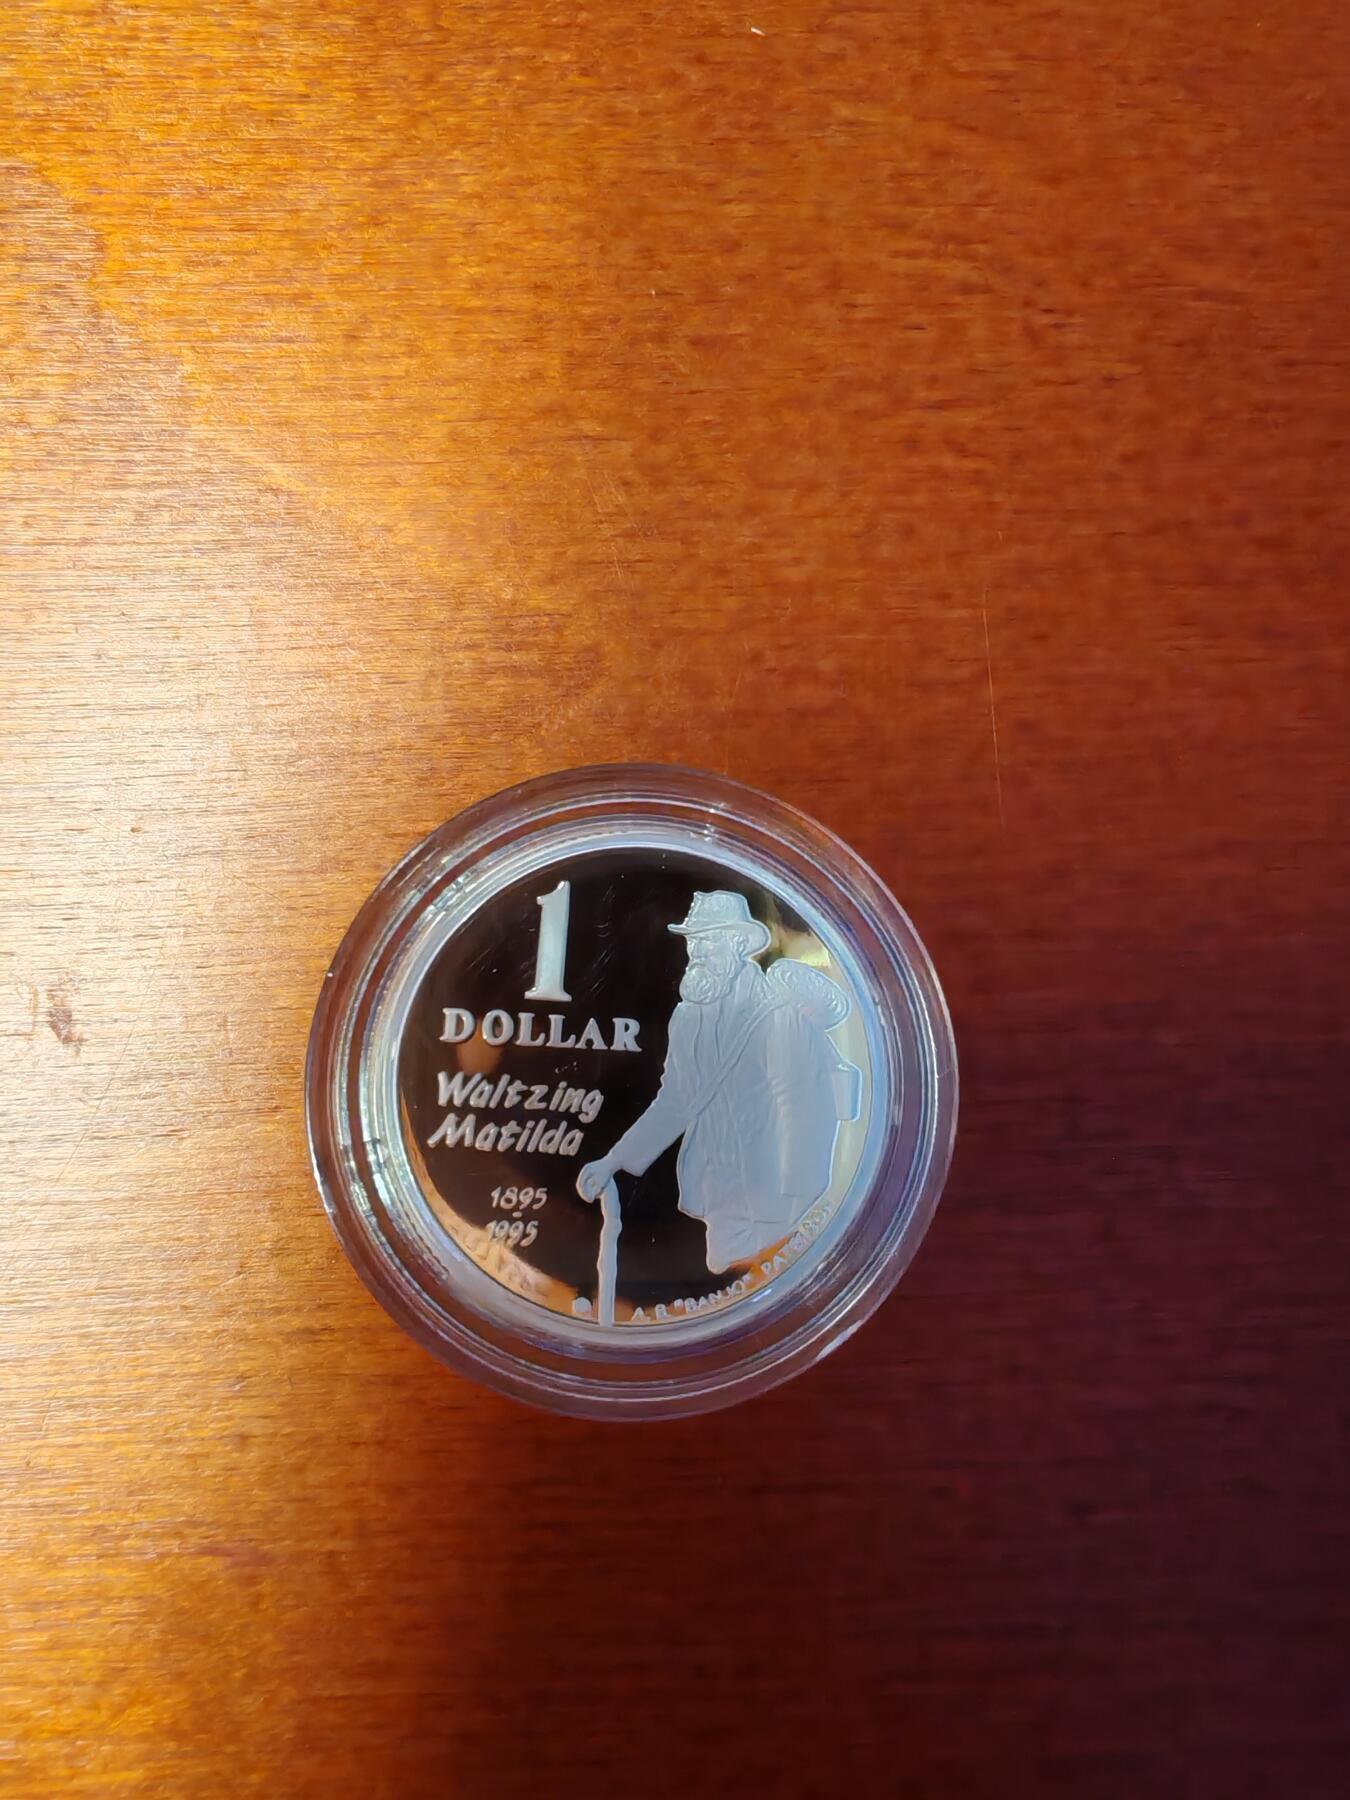 1
DOLLAR
Waltzing
Matilda
1895
-
1995
A. B. "BANJO" PATERSON